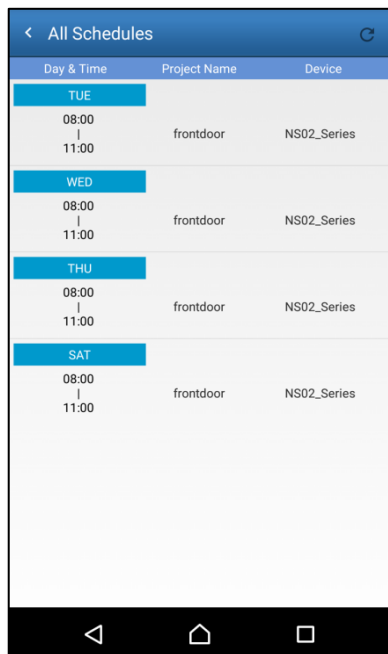 All Schedules
Day & Time Project Name Device
TUE
08:00
|
11:00
frontdoor NS02_Series
WED
08:00
|
11:00
frontdoor NS02_Series
THU
08:00
|
11:00
frontdoor NS02_Series
SAT
08:00
|
11:00
frontdoor NS02_Series